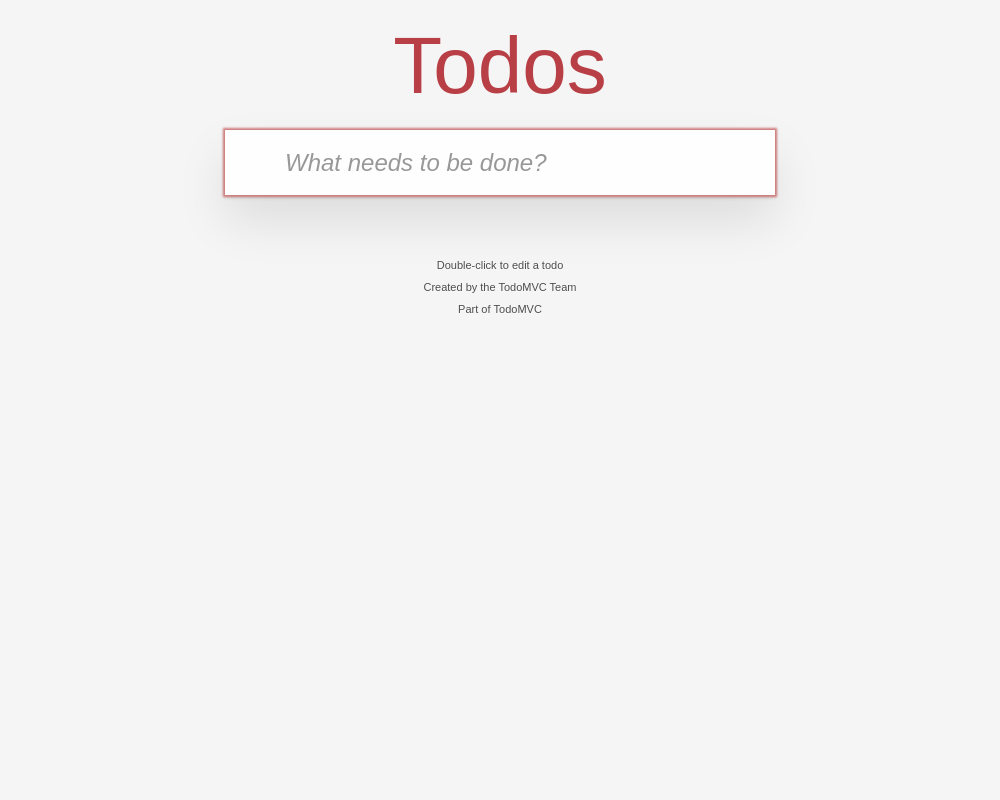 Todos
What needs to be done?
Double-click to edit a todo
Created by the TodoMVC Team
Part of TodoMVC